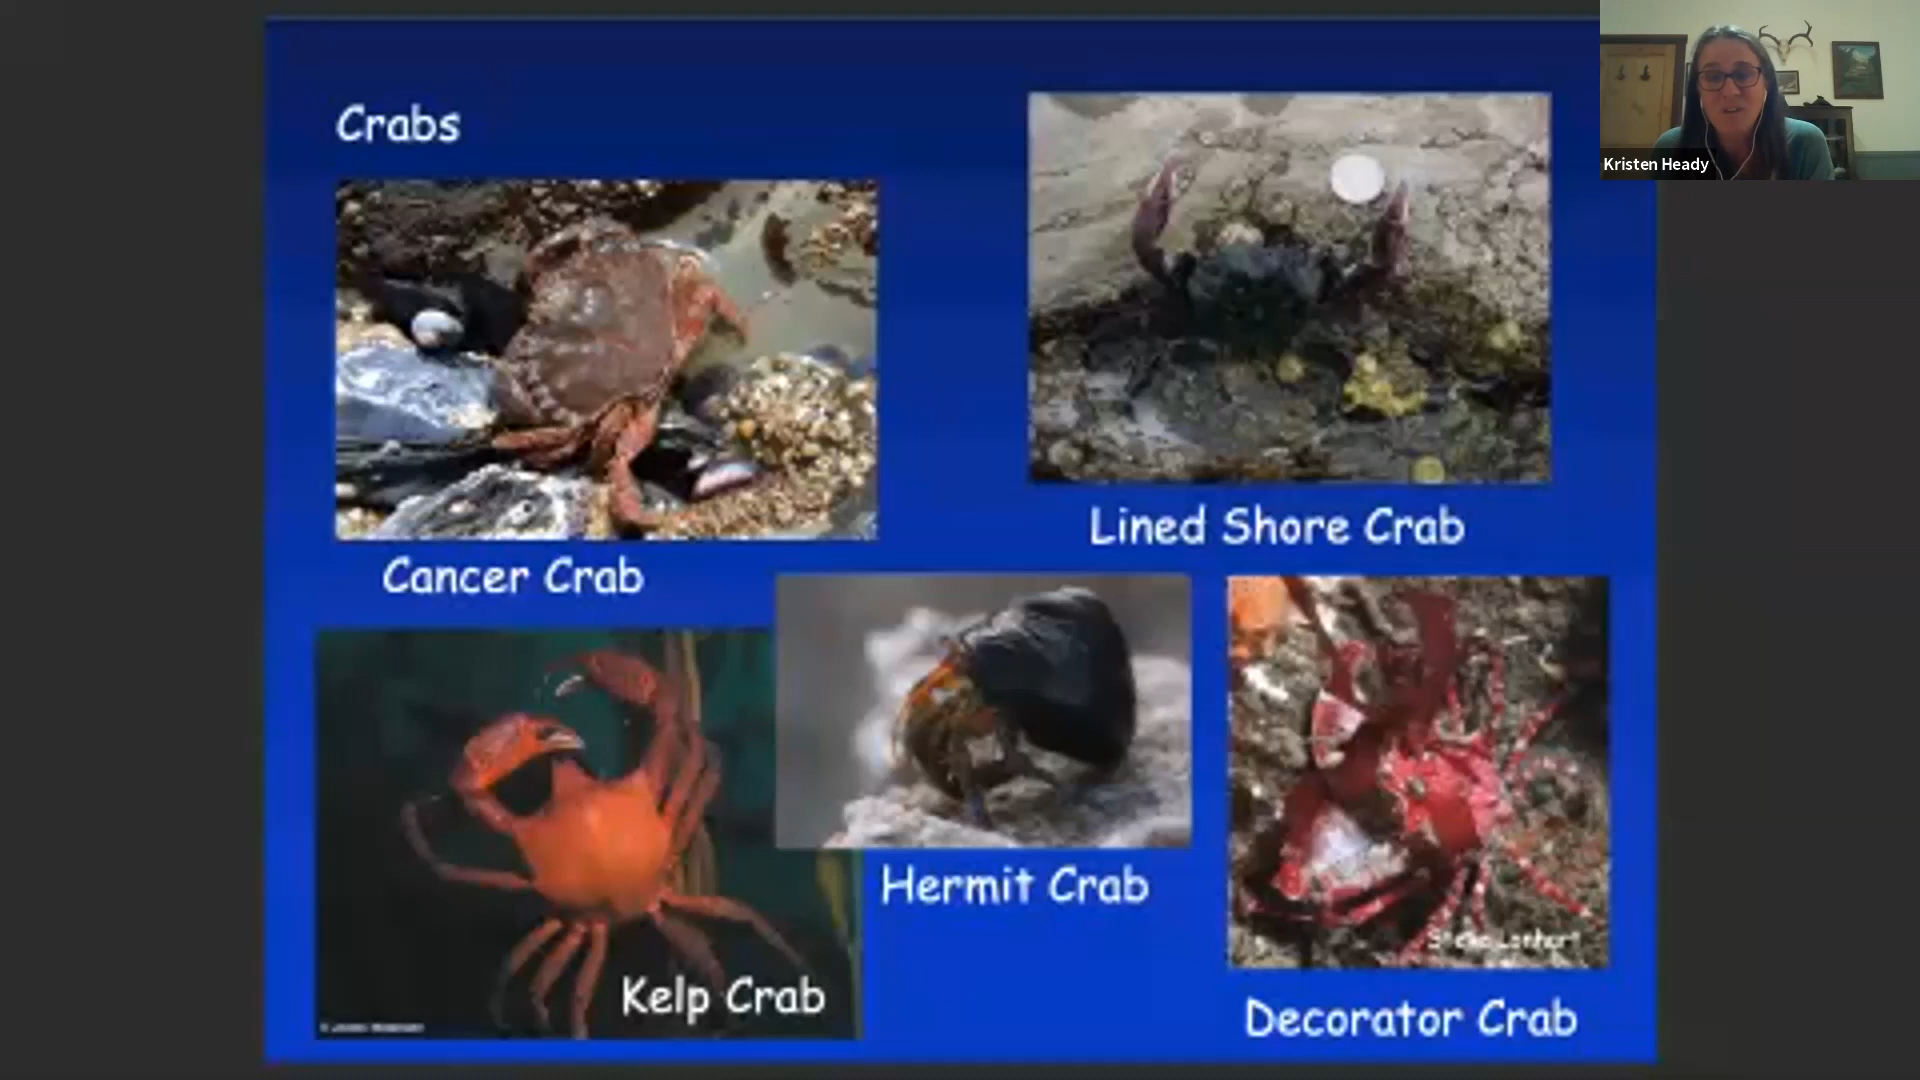 Crabs
Kristen Heady
Lined Shore Crab
Cancer Crab
Hermit Crab
Kelp Crab
Decorator Crab